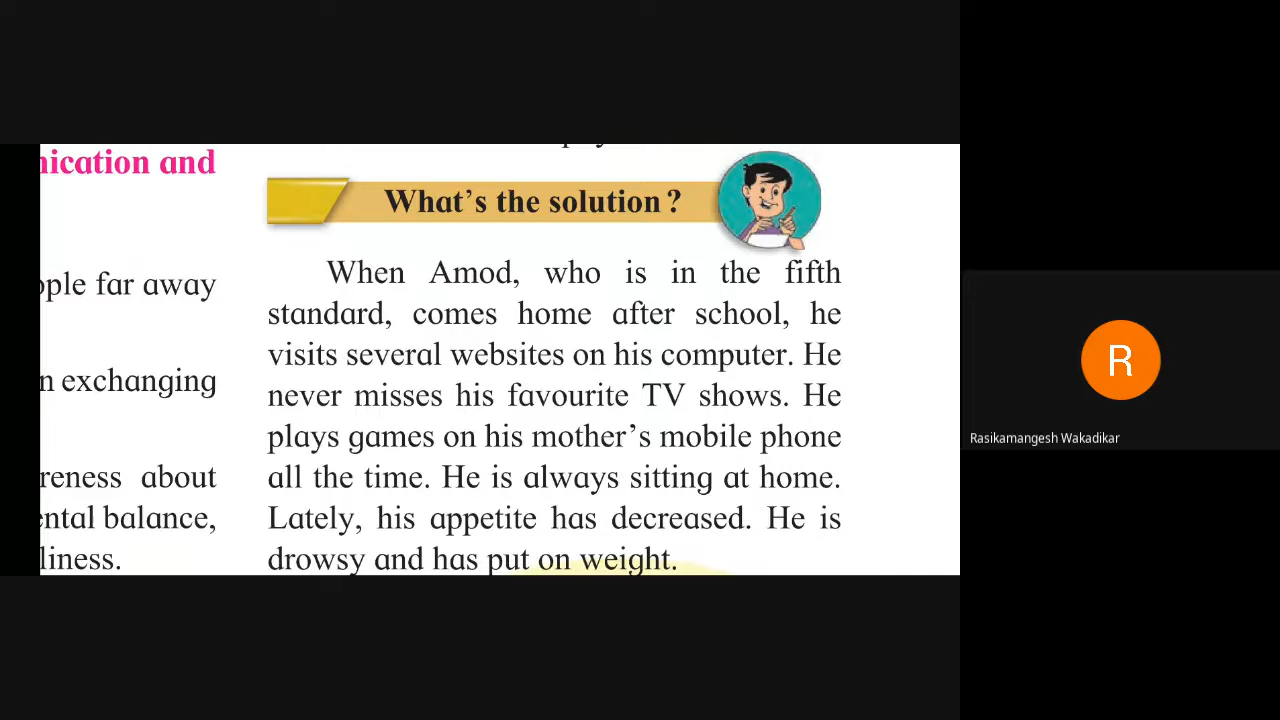 nication and
ople far away
n exchanging
reness about
ental balance,
liness.
What's the solution ?
When Amod, who is in the fifth
standard, comes home after school, he
visits several websites on his computer. He
never misses his favourite TV shows. He
plays games on his mother's mobile phone
all the time. He is always sitting at home.
Lately, his appetite has decreased. He is
drowsy and has put on weight.
R
Rasikamangesh Wakadikar